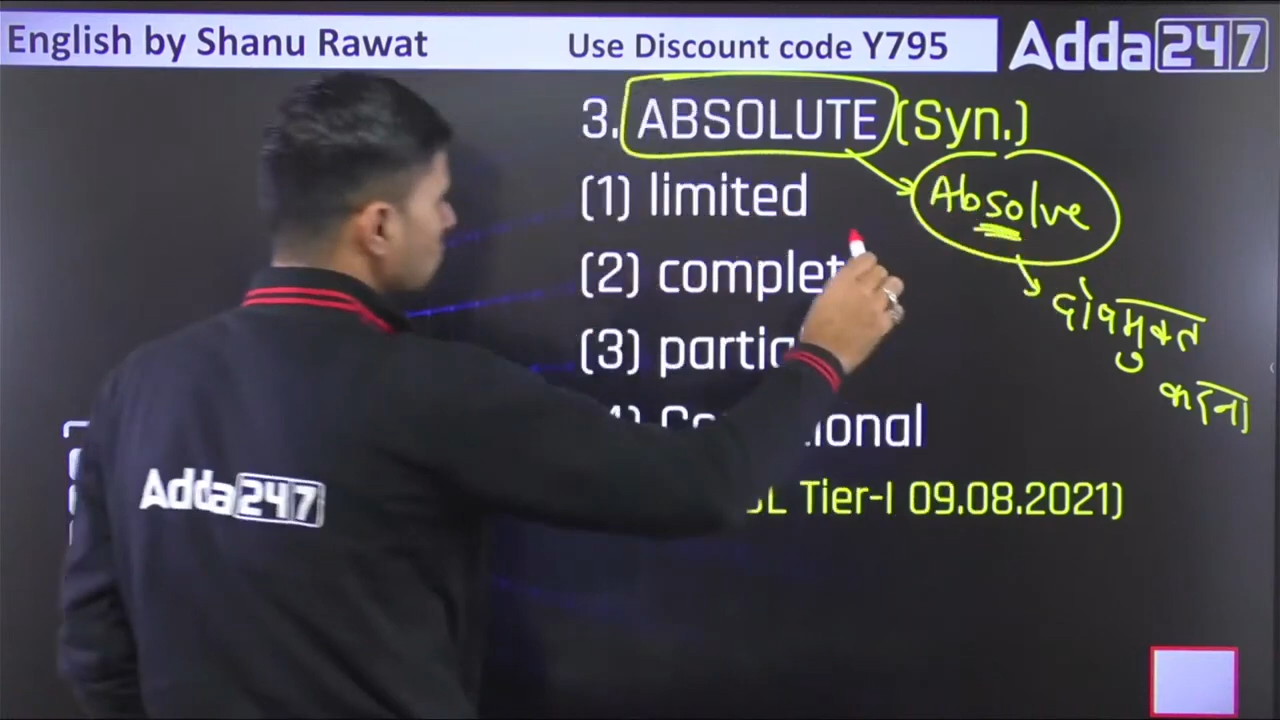 English by Shanu Rawat
Use Discount code Y795
Adda247
3. ABSOLUTE (Syn.)
(1) limited
Absolve
(2) complet
दोषमुक्त
(3) partia
करना
ional
Tier-I 09.08.2021)
Adda247